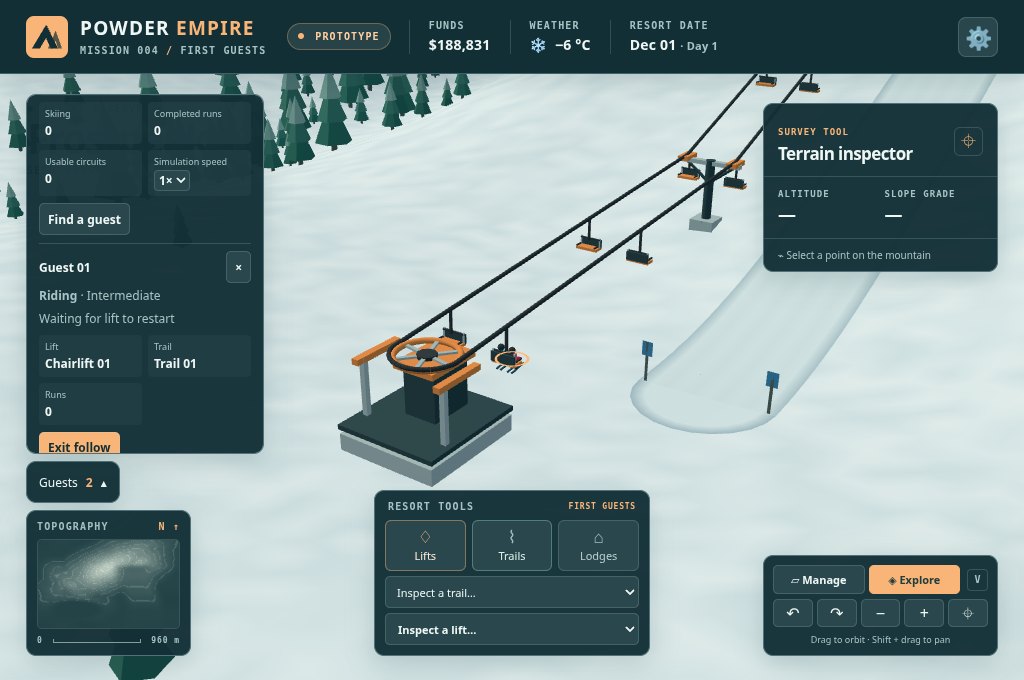 POWDER EMPIRE
MISSION 004 / FIRST GUESTS
PROTOTYPE
FUNDS
$188,831
WEATHER
−6 °C
RESORT DATE
Dec 01 · Day 1
Skiing
0
Completed runs
0
Usable circuits
0
Simulation speed
1×
Find a guest
Guest 01
×
Riding · Intermediate
Waiting for lift to restart
Lift
Chairlift 01
Trail
Trail 01
Runs
0
Exit follow
Guests 2 ▴
TOPOGRAPHY
N ↑
0
960 m
SURVEY TOOL
Terrain inspector
ALTITUDE
—
SLOPE GRADE
—
Select a point on the mountain
RESORT TOOLS
FIRST GUESTS
Lifts
Trails
Lodges
Inspect a trail...
Inspect a lift...
Manage
Explore
V
↶
↷
−
+
Drag to orbit · Shift + drag to pan